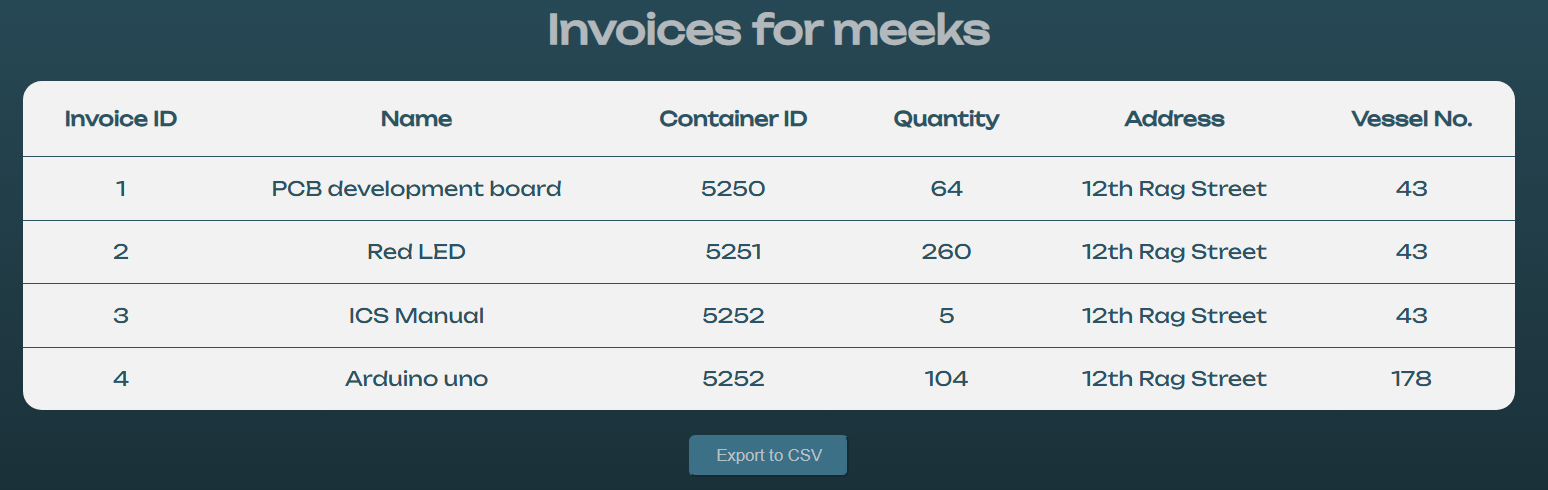 Invoices for meeks
Invoice ID Name Container ID Quantity Address Vessel No.
1 PCB development board 5250 64 12th Rag Street 43
2 Red LED 5251 260 12th Rag Street 43
3 ICS Manual 5252 5 12th Rag Street 43
4 Arduino uno 5252 104 12th Rag Street 178
Export to CSV